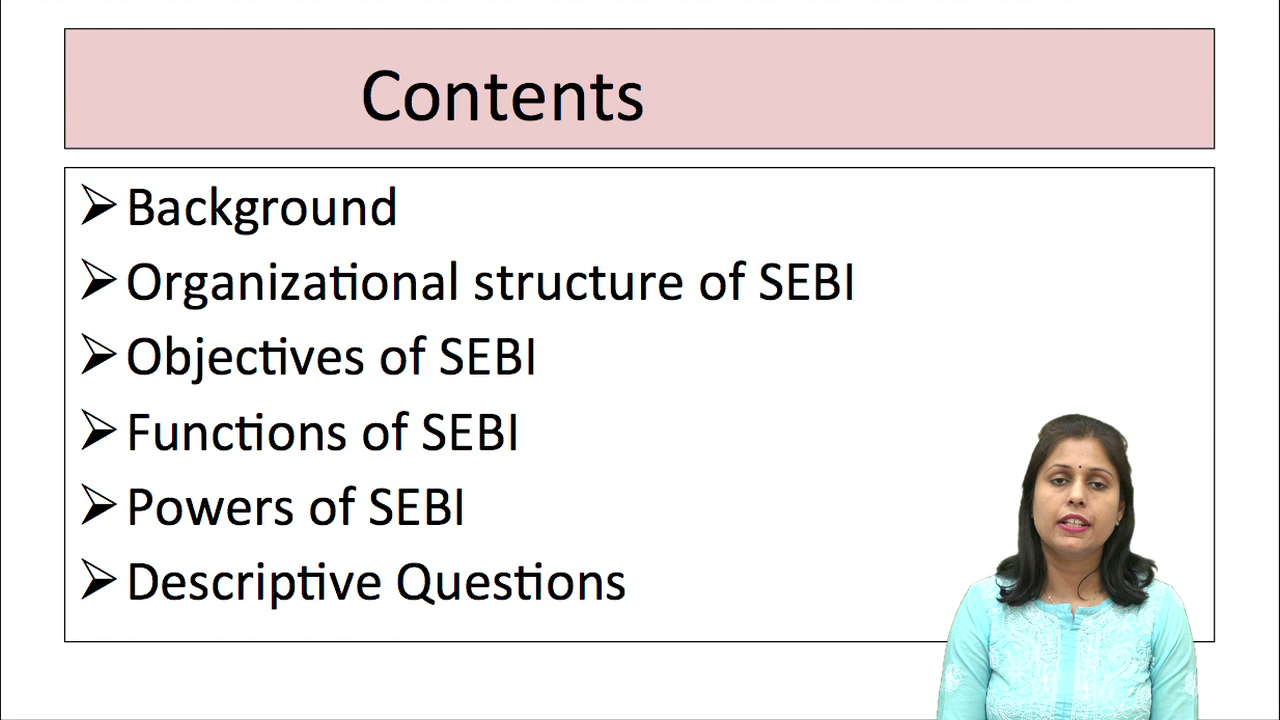 Contents
➢ Background
➢ Organizational structure of SEBI
➢ Objectives of SEBI
➢ Functions of SEBI
➢ Powers of SEBI
➢ Descriptive Questions